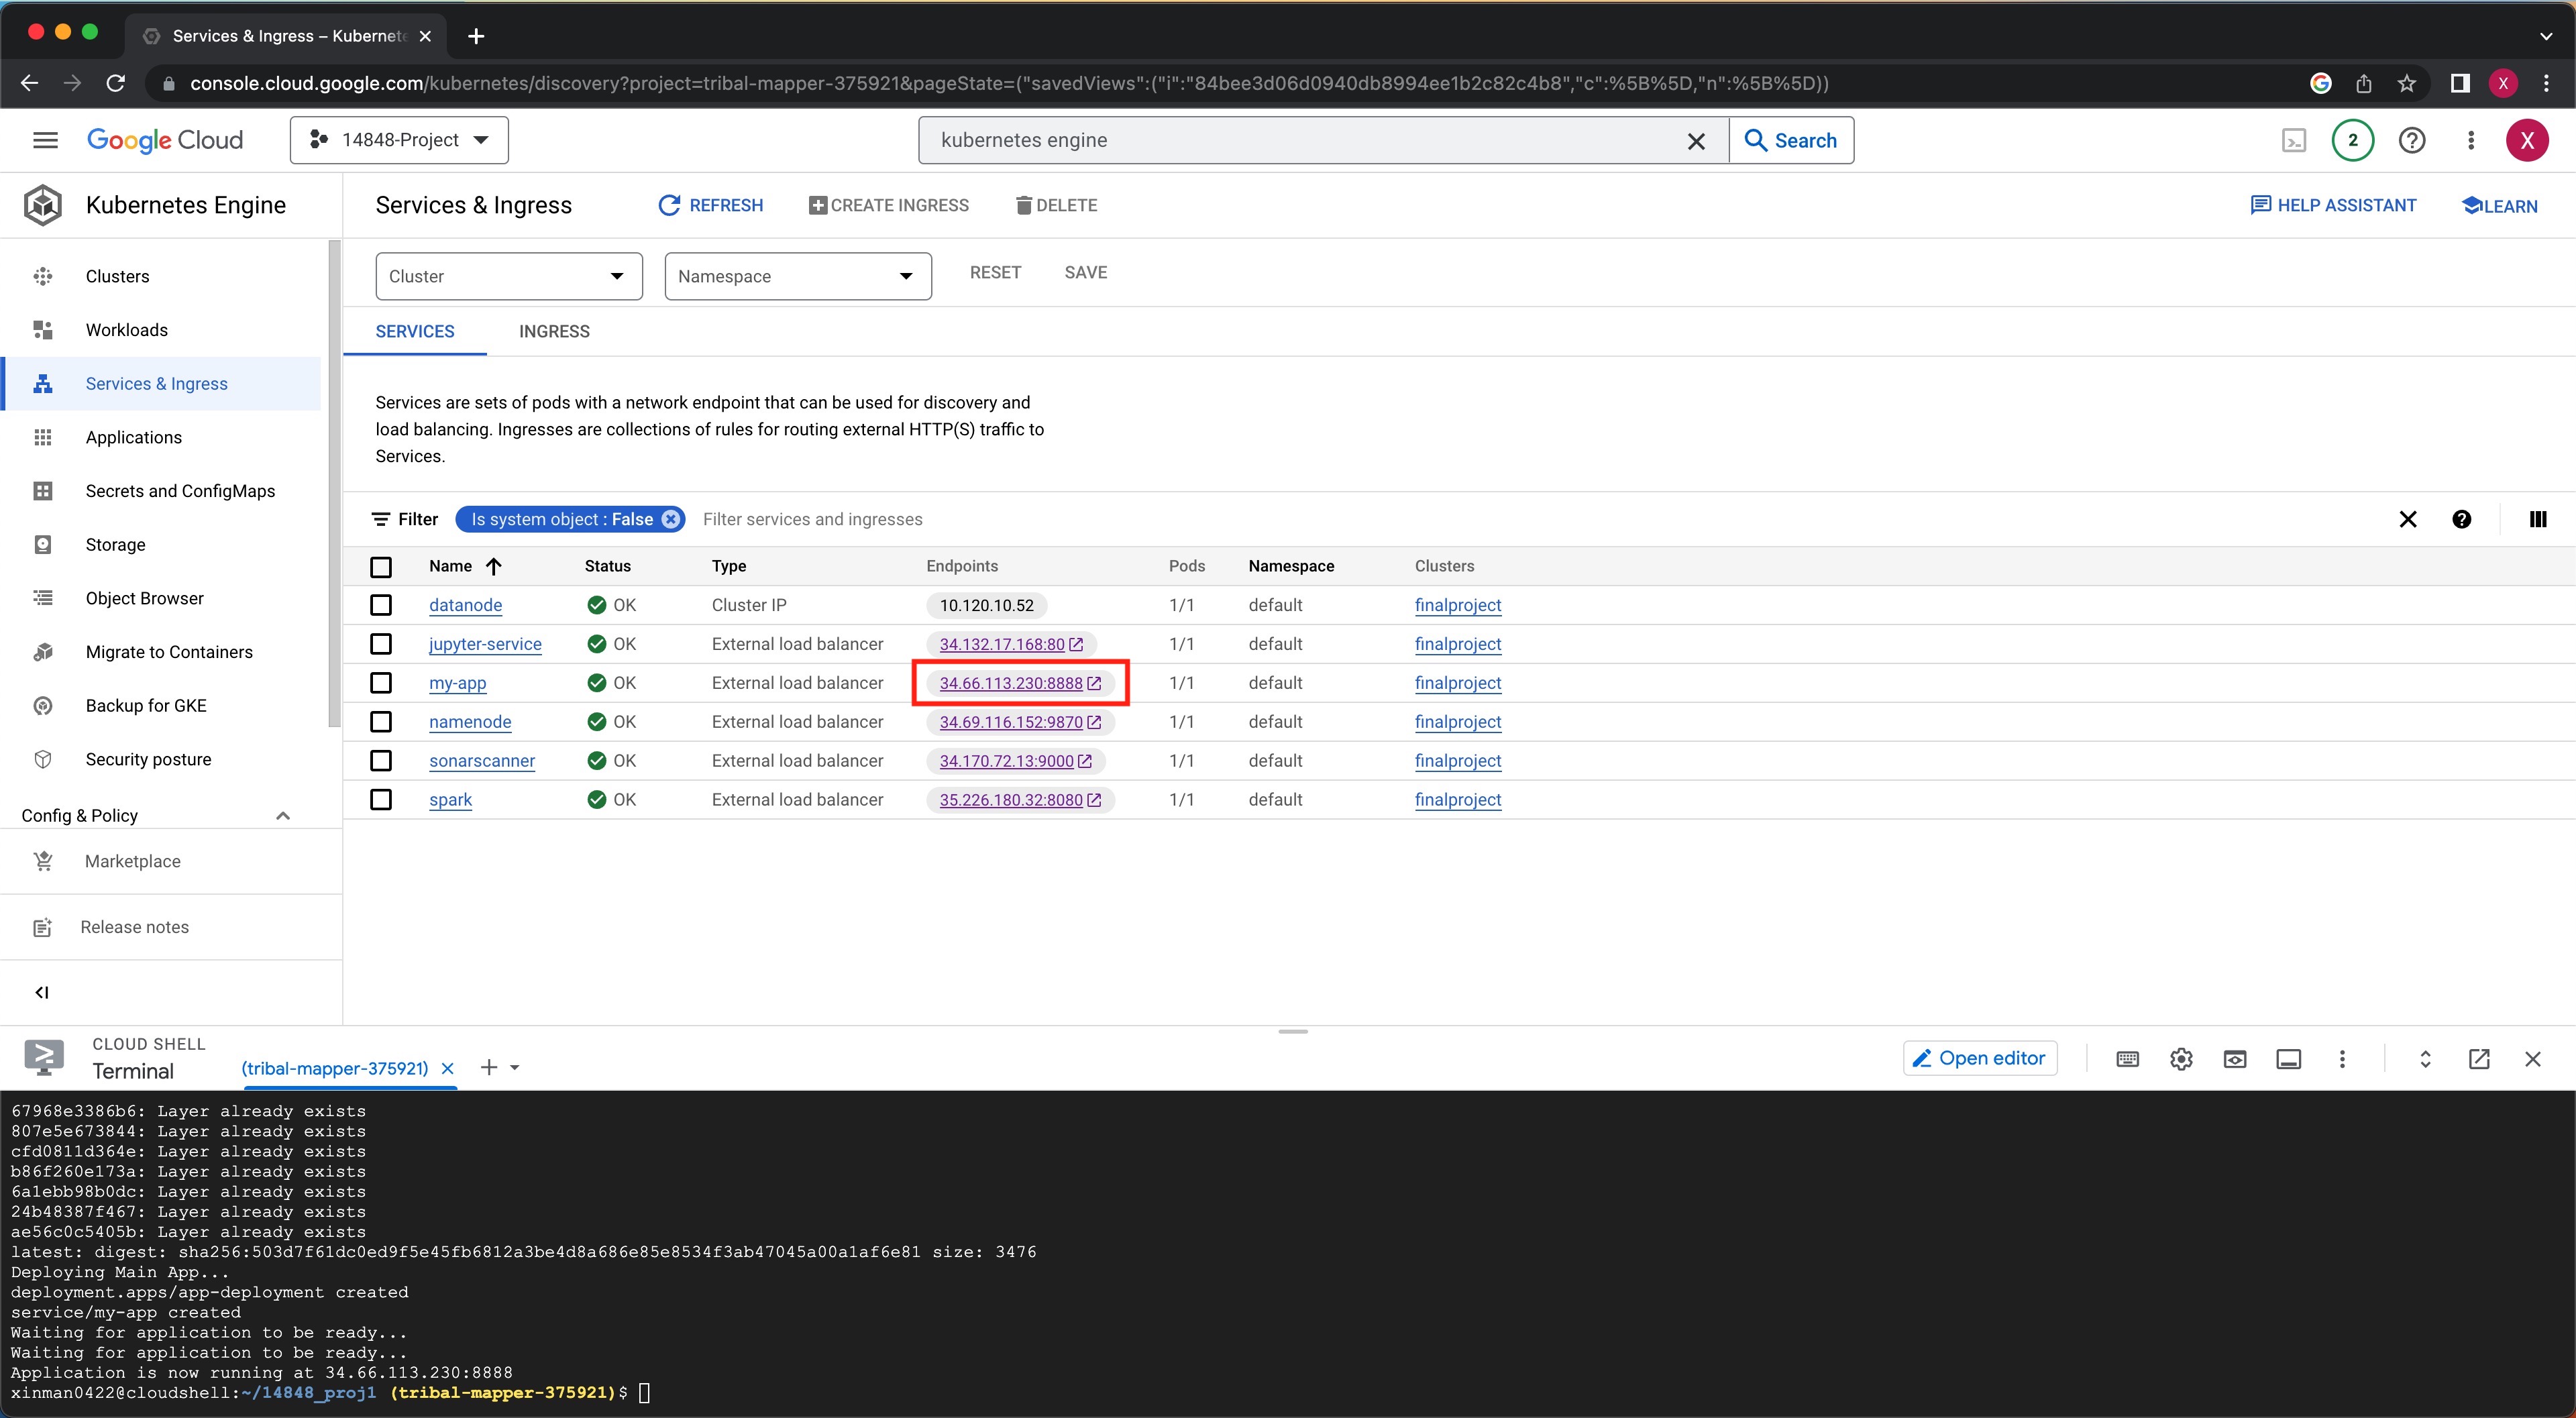 Services & Ingress – Kubernete
console.cloud.google.com/kubernetes/discovery?project=tribal-mapper-375921&pageState=("savedViews":("i":"84bee3d06d0940db8994ee1b2c82c4b8","c":%5B%5D,"n":%5B%5D))
X
Google Cloud
14848-Project
kubernetes engine
Search
2
X
Kubernetes Engine
Services & Ingress
REFRESH
CREATE INGRESS
DELETE
HELP ASSISTANT
LEARN
Clusters
Workloads
Services & Ingress
Applications
Secrets and ConfigMaps
Storage
Object Browser
Migrate to Containers
Backup for GKE
Security posture
Config & Policy
Marketplace
Release notes
Cluster
Namespace
RESET
SAVE
SERVICES
INGRESS
Services are sets of pods with a network endpoint that can be used for discovery and
load balancing. Ingresses are collections of rules for routing external HTTP(S) traffic to
Services.
Filter
Is system object : False
Filter services and ingresses
Name Status Type Endpoints Pods Namespace Clusters
datanode OK Cluster IP 10.120.10.52 1/1 default finalproject
jupyter-service OK External load balancer 34.132.17.168:80 1/1 default finalproject
my-app OK External load balancer 34.66.113.230:8888 1/1 default finalproject
namenode OK External load balancer 34.69.116.152:9870 1/1 default finalproject
sonarscanner OK External load balancer 34.170.72.13:9000 1/1 default finalproject
spark OK External load balancer 35.226.180.32:8080 1/1 default finalproject
CLOUD SHELL
Terminal
(tribal-mapper-375921)
Open editor
67968e3386b6: Layer already exists
807e5e673844: Layer already exists
cfd0811d364e: Layer already exists
b86f260e173a: Layer already exists
6a1ebb98b0dc: Layer already exists
24b48387f467: Layer already exists
ae56c0c5405b: Layer already exists
latest: digest: sha256:503d7f61dc0ed9f5e45fb6812a3be4d8a686e85e8534f3ab47045a00a1af6e81 size: 3476
Deploying Main App...
deployment.apps/app-deployment created
service/my-app created
Waiting for application to be ready...
Waiting for application to be ready...
Application is now running at 34.66.113.230:8888
xinman0422@cloudshell:~/14848_proj1 (tribal-mapper-375921)$